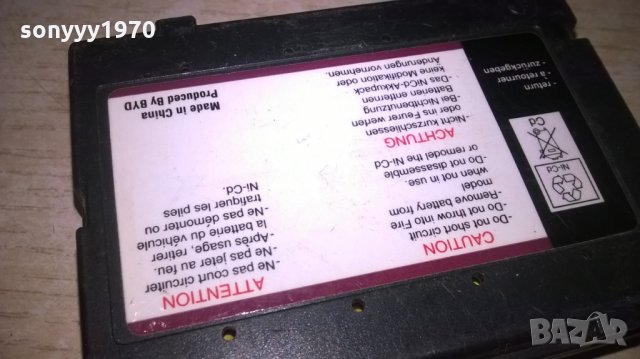 sonyyy1970
CAUTION
-Do not short circuit
-Do not throw into Fire
-Remove battery from
model
when not in use.
-Do not disassemble
or remodel the Ni-Cd
ACHTUNG
-Nicht kurzschliessen
oder ins Feuer werfen
-Bei Nichtbenutzung
Batterien entfernen
-Das NiCd-Akkupack
keine Modifikation oder
Änderungen vornehmen.
ATTENTION
-Ne pas court circuiter
-Ne pas jeter au feu.
-Après usage, retirer
la batterie du véhicule
-Ne pas démonter ou
trafiquer les piles
Ni-Cd.
Made in China
Produced By BYD
Ni-Cd
Cd
- return
- à retourner
- zurückgeben
BAZAR.bg